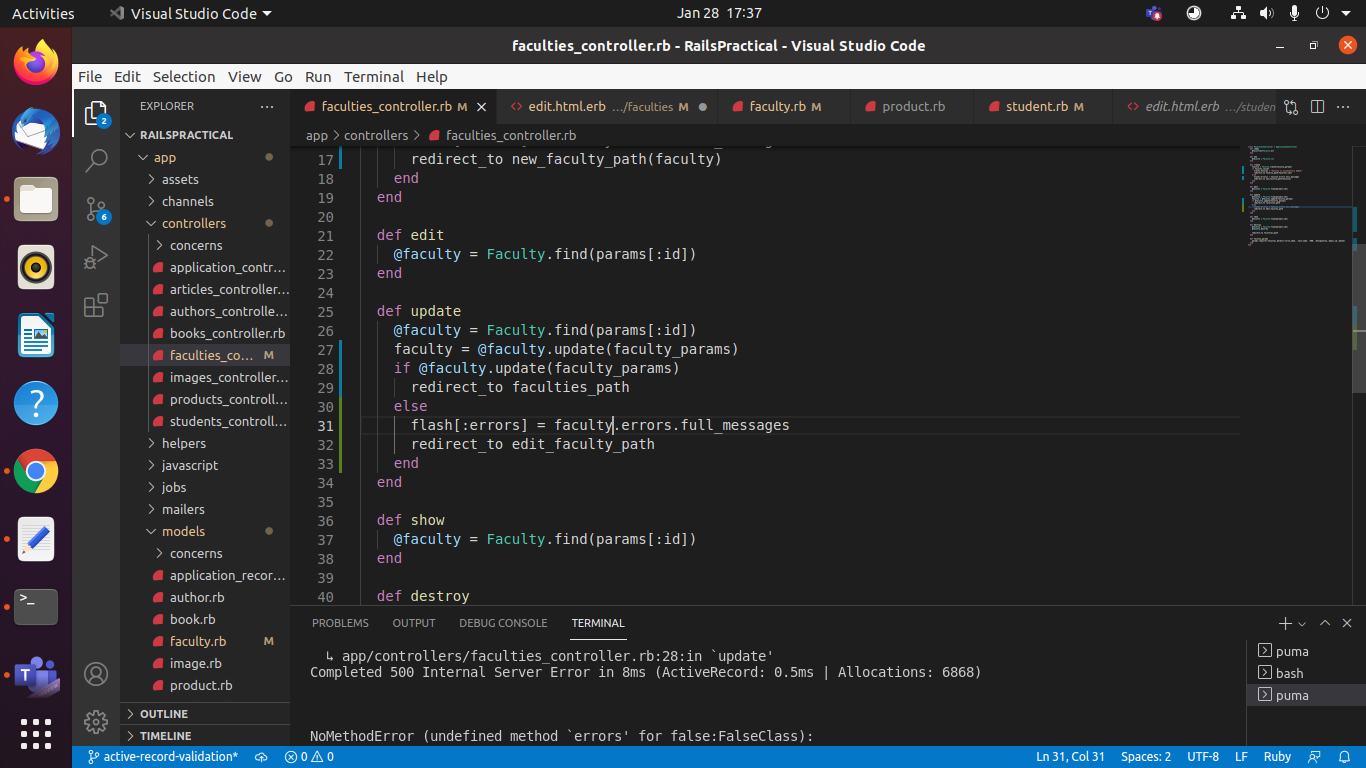 Activities
Visual Studio Code
Jan 28 17:37
faculties_controller.rb - RailsPractical - Visual Studio Code
File Edit Selection View Go Run Terminal Help
EXPLORER
faculties_controller.rb M
edit.html.erb .../faculties M
faculty.rb M
product.rb
student.rb M
edit.html.erb .../studen
RAILSPRACTICAL
app > controllers > faculties_controller.rb
app
assets
channels
controllers
concerns
application_contr...
articles_controller...
authors_controlle...
books_controller.rb
faculties_co... M
images_controller...
products_controll...
students_controll...
helpers
javascript
jobs
mailers
models
concerns
application_recor...
author.rb
book.rb
faculty.rb M
image.rb
product.rb
OUTLINE
TIMELINE
2
6
17 redirect_to new_faculty_path(faculty)
18 end
19 end
20
21 def edit
22 @faculty = Faculty.find(params[:id])
23 end
24
25 def update
26 @faculty = Faculty.find(params[:id])
27 faculty = @faculty.update(faculty_params)
28 if @faculty.update(faculty_params)
29 redirect_to faculties_path
30 else
31 flash[:errors] = faculty.errors.full_messages
32 redirect_to edit_faculty_path
33 end
34 end
35
36 def show
37 @faculty = Faculty.find(params[:id])
38 end
39
40 def destroy
PROBLEMS OUTPUT DEBUG CONSOLE TERMINAL
↳ app/controllers/faculties_controller.rb:28:in `update'
Completed 500 Internal Server Error in 8ms (ActiveRecord: 0.5ms | Allocations: 6868)
NoMethodError (undefined method `errors' for false:FalseClass):
puma
bash
puma
active-record-validation*
0 0
Ln 31, Col 31
Spaces: 2
UTF-8
LF
Ruby